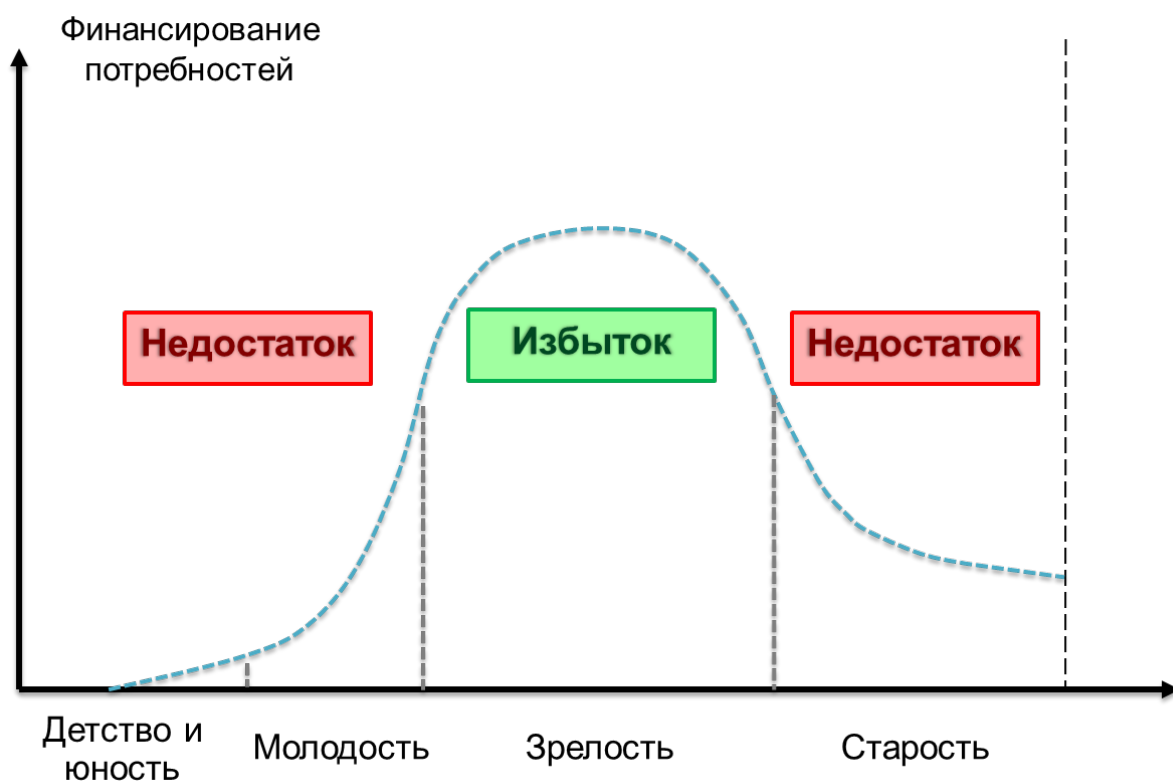 Финансирование
потребностей
Недостаток
Избыток
Недостаток
Детство и
юность
Молодость
Зрелость
Старость